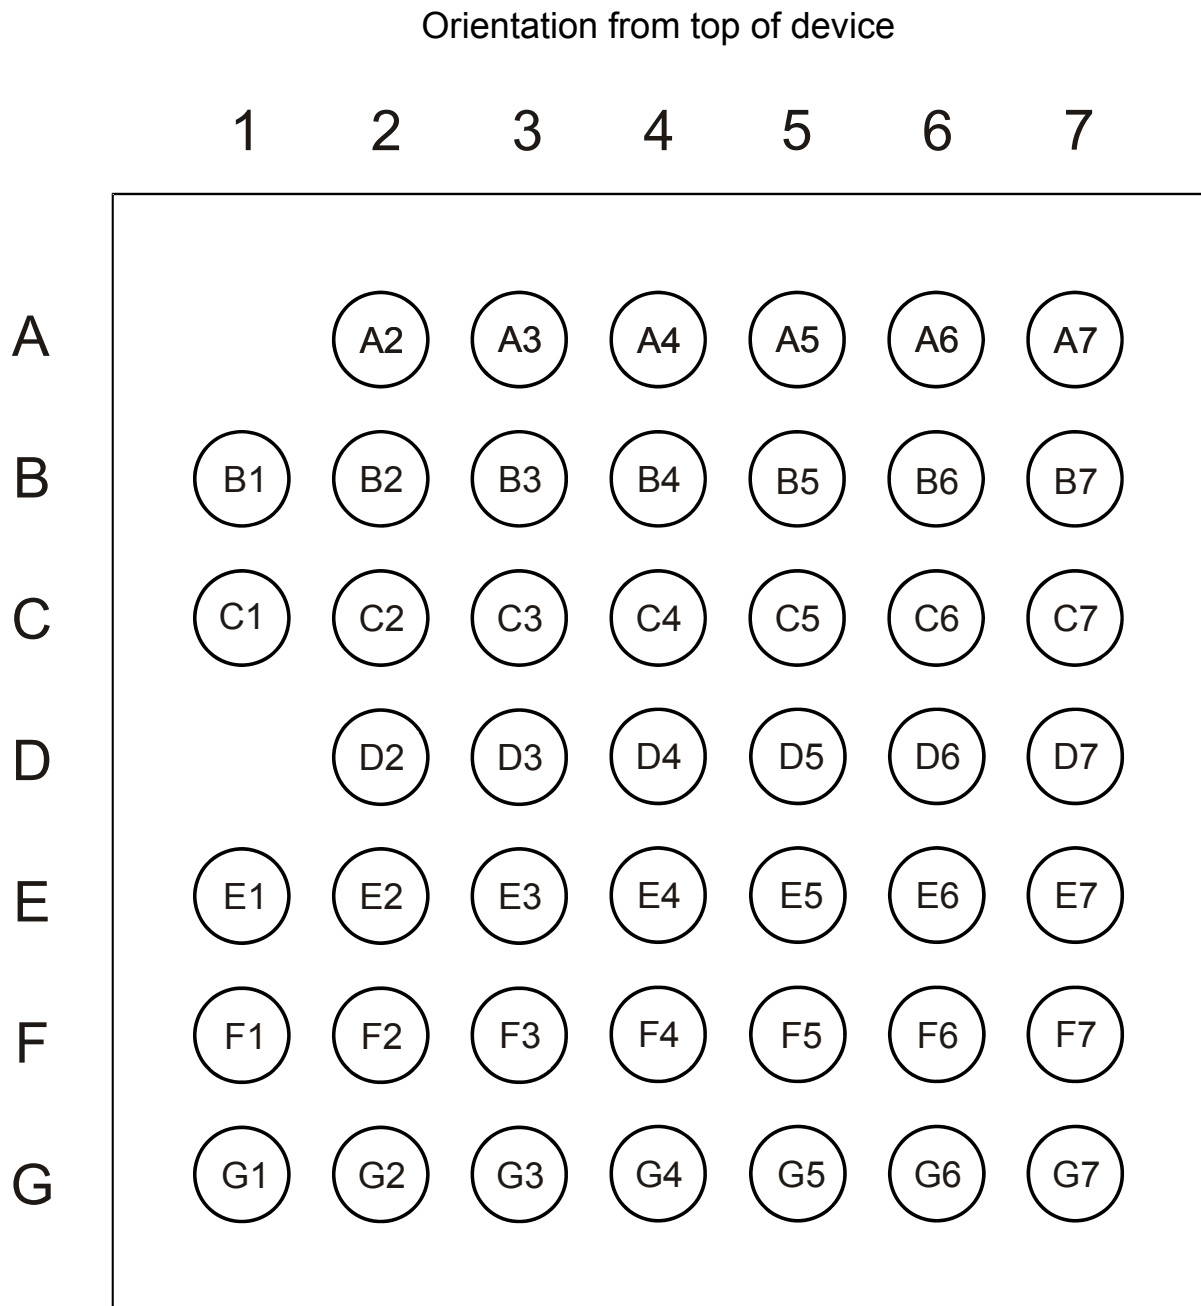 Orientation from top of device
1 2 3 4 5 6 7
A A2 A3 A4 A5 A6 A7
B B1 B2 B3 B4 B5 B6 B7
C C1 C2 C3 C4 C5 C6 C7
D D2 D3 D4 D5 D6 D7
E E1 E2 E3 E4 E5 E6 E7
F F1 F2 F3 F4 F5 F6 F7
G G1 G2 G3 G4 G5 G6 G7